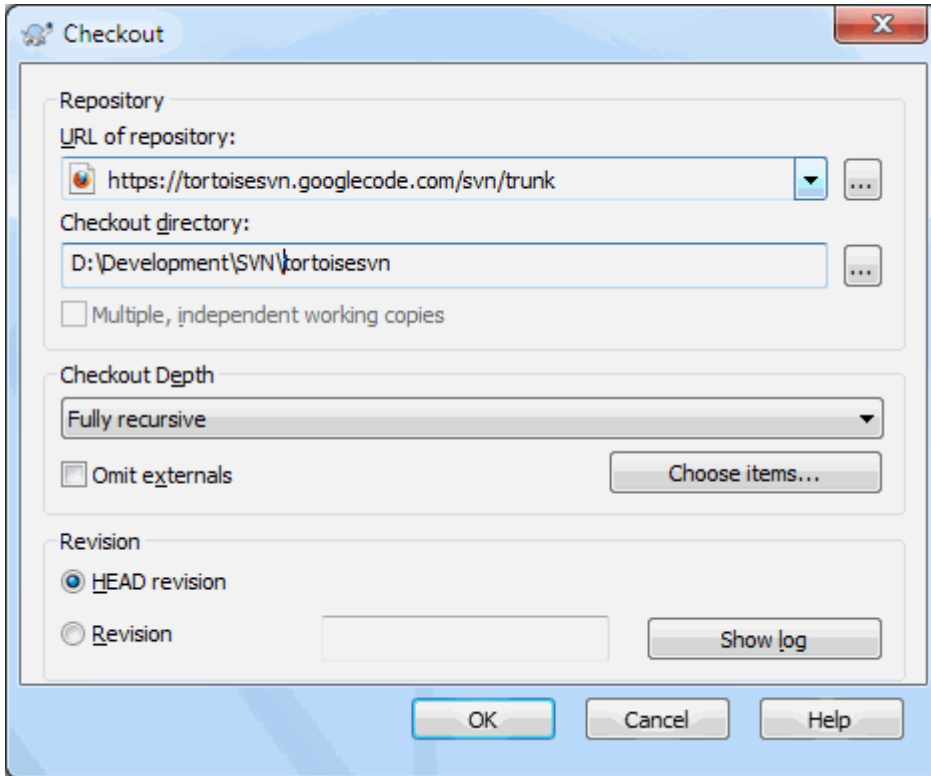 Checkout
Repository
URL of repository:
https://tortoisesvn.googlecode.com/svn/trunk
...
Checkout directory:
D:\Development\SVN\tortoisesvn
...
Multiple, independent working copies
Checkout Depth
Fully recursive
Omit externals
Choose items...
Revision
HEAD revision
Revision
Show log
OK Cancel Help